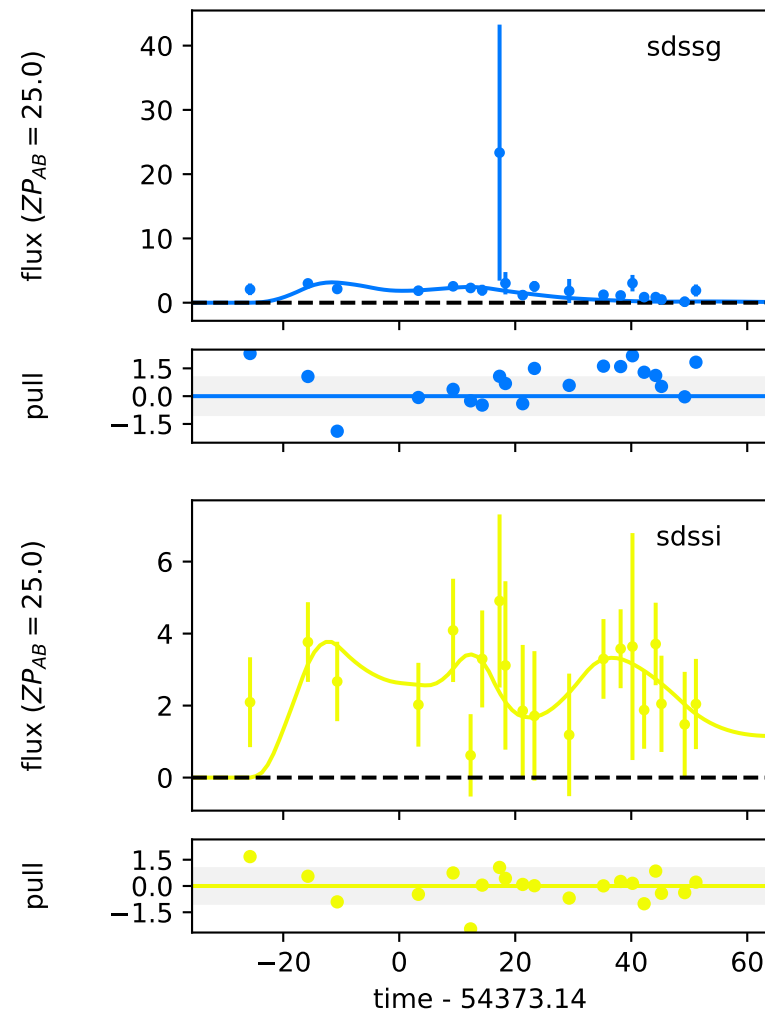 sdssg
flux ($ZP_{AB} = 25.0$)
40
30
20
10
0
pull
1.5
0.0
−1.5
sdssi
flux ($ZP_{AB} = 25.0$)
6
4
2
0
pull
1.5
0.0
−1.5
−20 0 20 40 60
time - 54373.14